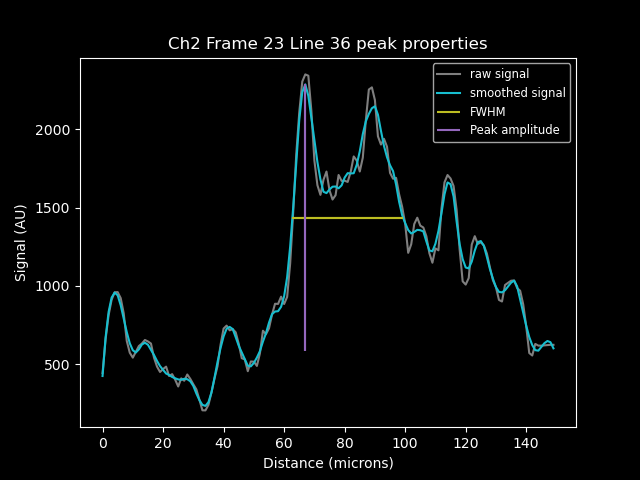 Ch2 Frame 23 Line 36 peak properties
raw signal
smoothed signal
FWHM
Peak amplitude
Signal (AU)
2000
1500
1000
500
0 20 40 60 80 100 120 140
Distance (microns)